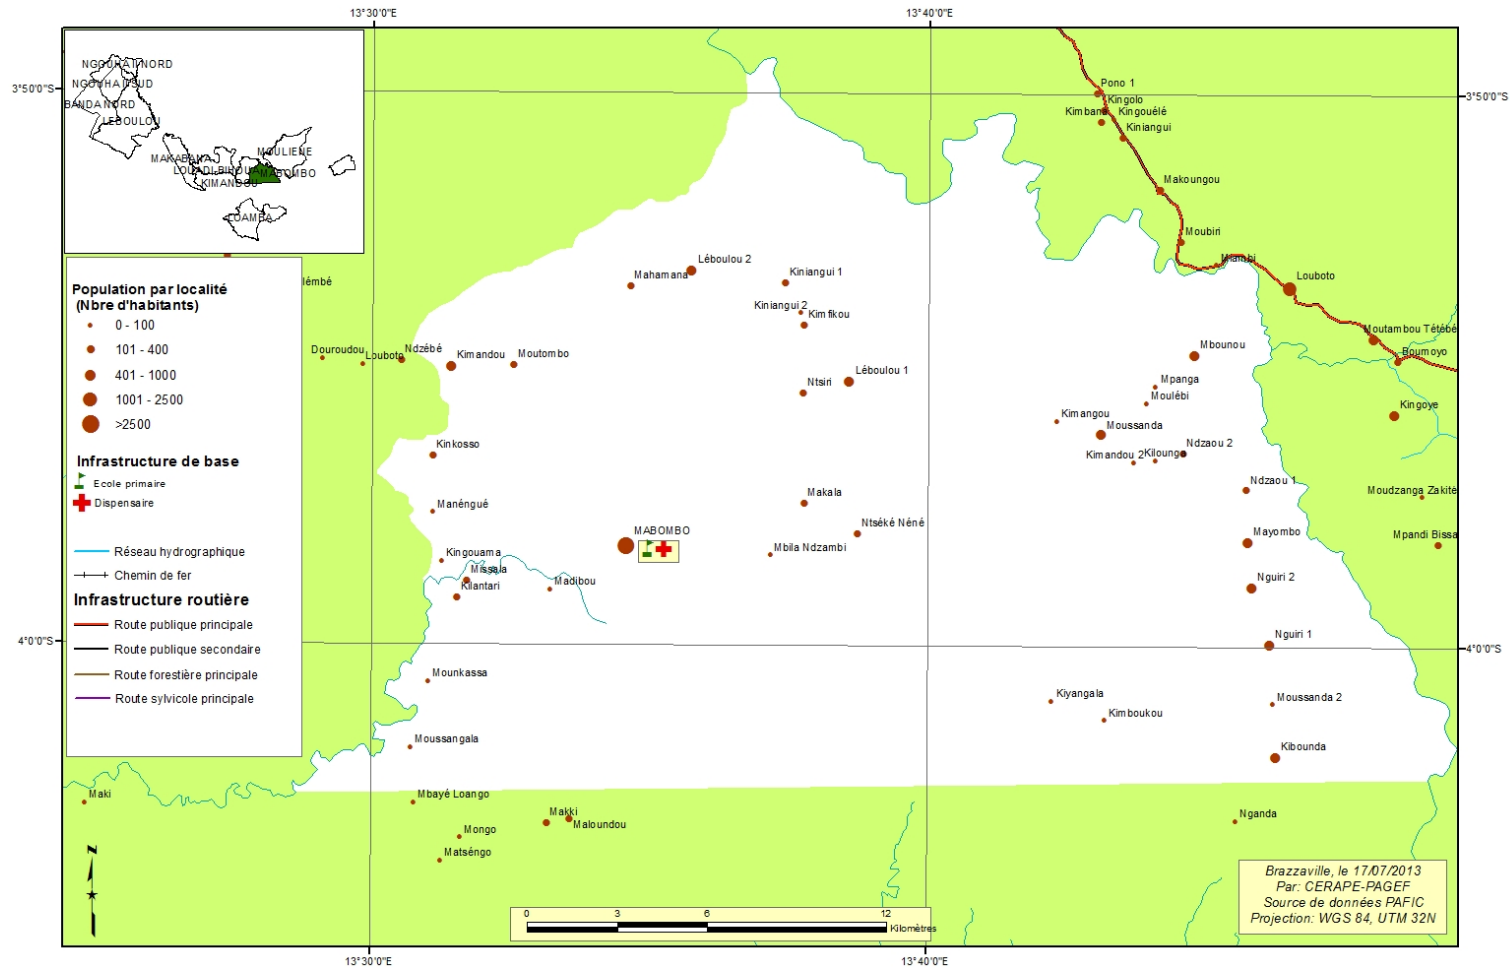 13°30'0"E
13°40'0"E
3°50'0"S
3°50'0"S
NGOUHA II NORD
NGOUHA II SUD
BANDA NORD
LEBOULOU
MAKABANA
MOULIENE
LOUADI-BIHOUA
MABOMBO
KIMANDOU
LOAMBA
Pono 1
Kingolo
Kimbanda
Kingouélé
Kiniangui
Makoungou
Moubiri
Louboto
Moutambou Tétébé
Boumoyo
Kingoye
Moudzanga Zakité
Mpandi Bissa
Léboulou 2
Mahamana
Kiniangui 1
Kiniangui 2
Kimfikou
lémbé
Douroudou
Louboto
Ndzébé
Kimandou
Moutombo
Léboulou 1
Ntsiri
Mbounou
Mpanga
Moulébi
Kimangou
Moussanda
Kimandou 2
Kilounga
Ndzaou 2
Ndzaou 1
Kinkosso
Manéngué
Makala
Ntséké Néné
Mbila Ndzambi
MABOMBO
Mayombo
Kingouama
Missala
Kilantari
Madibou
Nguiri 2
Nguiri 1
Mounkassa
Kiyangala
Kimboukou
Moussanda 2
Moussangala
Kibounda
Maki
Mbayé Loango
Mongo
Makki
Maloundou
Matséngo
Nganda
Population par localité
(Nbre d'habitants)
0 - 100
101 - 400
401 - 1000
1001 - 2500
>2500
Infrastructure de base
Ecole primaire
Dispensaire
Réseau hydrographique
Chemin de fer
Infrastructure routière
Route publique principale
Route publique secondaire
Route forestière principale
Route sylvicole principale
4°0'0"S
4°0'0"S
N
0 3 6 12
Kilomètres
Brazzaville, le 17/07/2013
Par: CERAPE-PAGEF
Source de données PAFIC
Projection: WGS 84, UTM 32N
13°30'0"E
13°40'0"E